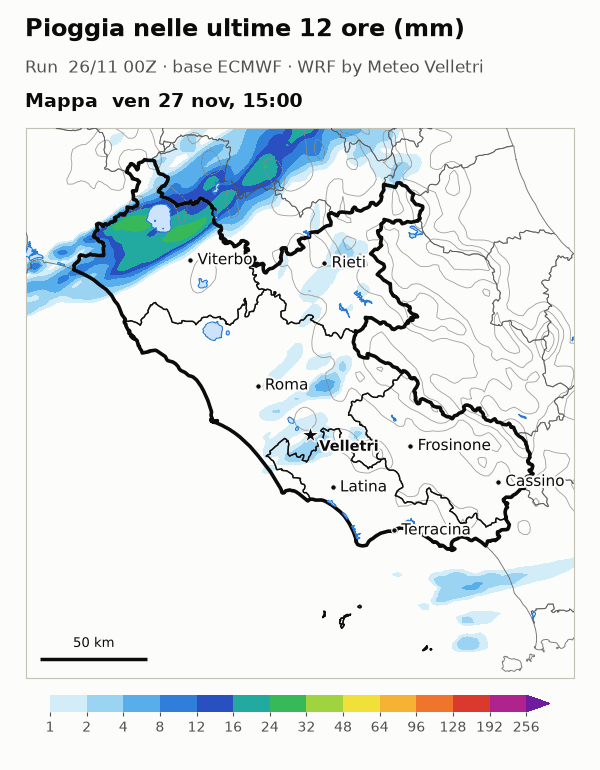 Pioggia nelle ultime 12 ore (mm)
Run 26/11 00Z · base ECMWF · WRF by Meteo Velletri
Mappa ven 27 nov, 15:00
Viterbo
Rieti
Roma
Velletri
Frosinone
Latina
Cassino
Terracina
50 km
1 2 4 8 12 16 24 32 48 64 96 128 192 256